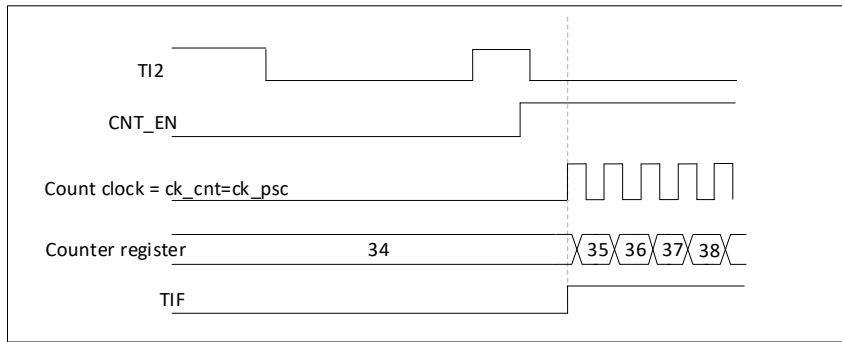 TI2
CNT_EN
Count clock = ck_cnt=ck_psc
Counter register 34 35 36 37 38
TIF